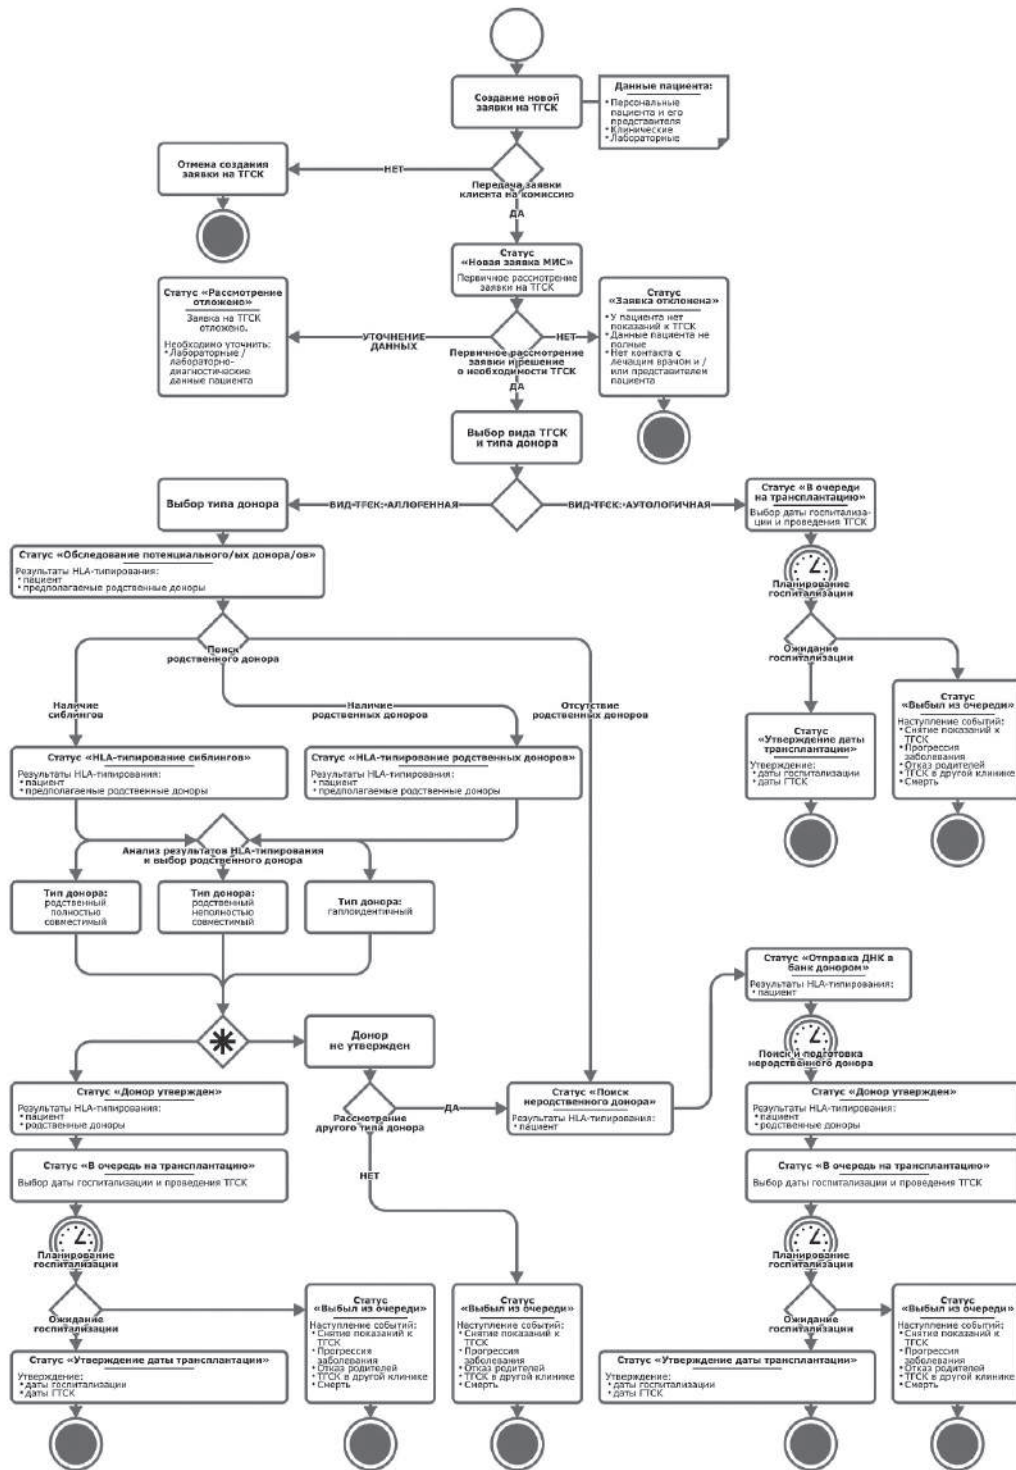 Создание новой
заявки на ТГСК
Данные пациента:
• Персональные
пациента и его
представителя
• Клинические
• Лабораторные
Отмена создания
заявки на ТГСК
НЕТ
Передача заявки
клиента на комиссию
ДА
Статус
«Новая заявка МИС»
Первичное рассмотрение
заявки на ТГСК
Статус «Рассмотрение
отложено»
Заявка на ТГСК
отложено.
Необходимо уточнить:
• Лабораторные /
лабораторно-
диагностические
данные пациента
УТОЧНЕНИЕ
ДАННЫХ
НЕТ
Первичное рассмотрение
заявки и решение
о необходимости ТГСК
ДА
Статус
«Заявка отклонена»
• У пациента нет
показаний к ТГСК
• Данные пациента не
полные
• Нет контакта с
лечащим врачом и /
или представителем
пациента
Выбор вида ТГСК
и типа донора
Выбор типа донора
ВИД ТГСК: АЛЛОГЕННАЯ
ВИД ТГСК: АУТОЛОГИЧНАЯ
Статус «В очереди
на трансплантацию»
Выбор даты госпитализа-
ции и проведения ТГСК
Статус «Обследование потенциального/ых донора/ов»
Результаты HLA-типирования:
• пациент
• предполагаемые родственные доноры
Планирование
госпитализации
Поиск
родственного донора
Ожидание
госпитализации
Наличие
сиблингов
Наличие
родственных доноров
Отсутствие
родственных доноров
Статус
«Утверждение даты
трансплантации»
Утверждение:
• даты госпитализации
• даты ГТСК
Статус
«Выбыл из очереди»
Наступление событий:
• Снятие показаний к
ТГСК
• Прогрессия
заболевания
• Отказ родителей
• ТГСК в другой клинике
• Смерть
Статус «HLA-типирование сиблингов»
Результаты HLA-типирования:
• пациент
• предполагаемые родственные доноры
Статус «HLA-типирование родственных доноров»
Результаты HLA-типирования:
• пациент
• предполагаемые родственные доноры
Анализ результатов HLA-типирования
и выбор родственного донора
Тип донора:
родственный
полностью
совместимый
Тип донора:
родственный
неполностью
совместимый
Тип донора:
гаплоидентичный
Статус «Отправка ДНК в
банк донором»
Результаты HLA-типирования:
• пациент
Донор
не утвержден
Поиск и подготовка
неродственного донора
Статус «Донор утвержден»
Результаты HLA-типирования:
• пациент
• родственные доноры
Рассмотрение
другого типа донора
ДА
Статус «Поиск
неродственного донора»
Результаты HLA-типирования:
• пациент
Статус «Донор утвержден»
Результаты HLA-типирования:
• пациент
• родственные доноры
НЕТ
Статус «В очередь на трансплантацию»
Выбор даты госпитализации и проведения ТГСК
Статус «В очередь на трансплантацию»
Выбор даты госпитализации и проведения ТГСК
Планирование
госпитализации
Планирование
госпитализации
Ожидание
госпитализации
Статус
«Выбыл из очереди»
Наступление событий:
• Снятие показаний к
ТГСК
• Прогрессия
заболевания
• Отказ родителей
• ТГСК в другой клинике
• Смерть
Статус
«Выбыл из очереди»
Наступление событий:
• Снятие показаний к
ТГСК
• Прогрессия
заболевания
• Отказ родителей
• ТГСК в другой клинике
• Смерть
Ожидание
госпитализации
Статус
«Выбыл из очереди»
Наступление событий:
• Снятие показаний к
ТГСК
• Прогрессия
заболевания
• Отказ родителей
• ТГСК в другой клинике
• Смерть
Статус «Утверждение даты трансплантации»
Утверждение:
• даты госпитализации
• даты ГТСК
Статус «Утверждение даты трансплантации»
Утверждение:
• даты госпитализации
• даты ГТСК